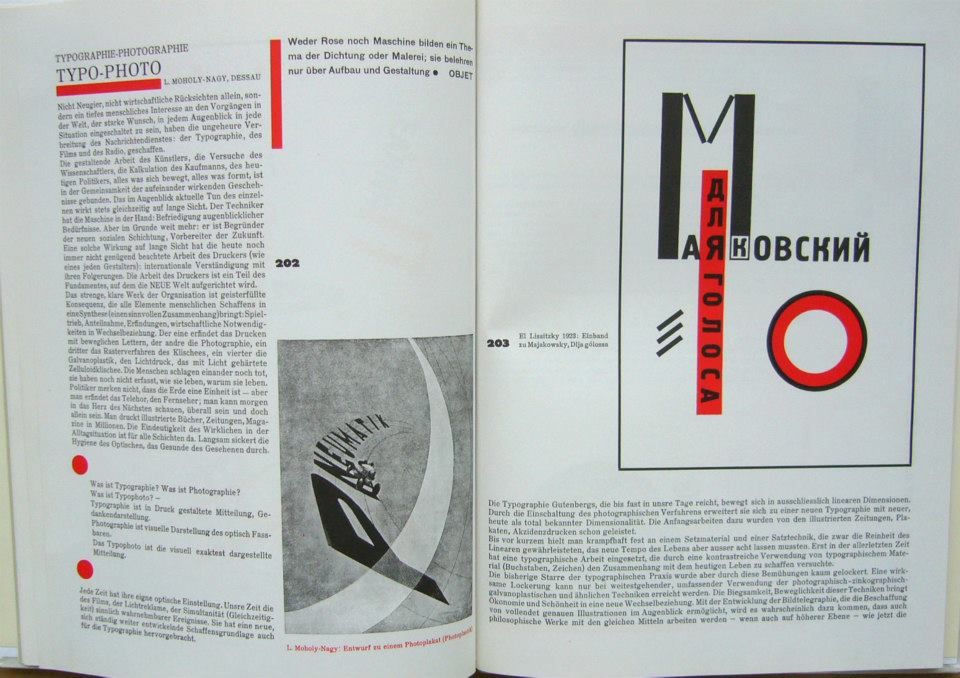 TYPOGRAPHIE-PHOTOGRAPHIE
TYPO-PHOTO
L. MOHOLY-NAGY, DESSAU
Nicht Neugier, nicht wirtschaftliche Rücksichten allein, son-
dern ein tiefes menschliches Interesse an den Vorgängen in
der Welt, der starke Wunsch, in jedem Augenblick in jede
Situation eingeschaltet zu sein, haben die ungeheure Ver-
breitung des Nachrichtendienstes: der Typographie, des
Films und des Radio, geschaffen.
Die gestaltende Arbeit des Künstlers, die Versuche des
Wissenschaftlers, die Kalkulation des Kaufmanns, des heu-
tigen Politikers, alles was sich bewegt, alles was formt, ist
in der Gemeinsamkeit der aufeinander wirkenden Gescheh-
nisse gebunden. Das im Augenblick aktuelle Tun des einzel-
nen wirkt stets gleichzeitig auf lange Sicht. Der Techniker
hat die Maschine in der Hand: Befriedigung augenblicklicher
Bedürfnisse. Aber im Grunde weit mehr: er ist Begründer
der neuen sozialen Schichtung, Vorbereiter der Zukunft.
Eine solche Wirkung auf lange Sicht hat die heute noch
immer nicht genügend beachtete Arbeit des Druckers (wie
eines jeden Gestalters): internationale Verständigung mit
ihren Folgerungen. Die Arbeit des Druckers ist ein Teil des
Fundamentes, auf dem die NEUE Welt aufgerichtet wird.
Das strenge, klare Werk der Organisation ist geisterfüllte
Konsequenz, die alle Elemente menschlichen Schaffens in
eine Synthese (einen sinnvollen Zusammenhang) bringt: Spiel-
trieb, Anteilnahme, Erfindungen, wirtschaftliche Notwendig-
keiten in Wechselbeziehung. Der eine erfindet das Drucken
mit beweglichen Lettern, der andre die Photographie, ein
dritter das Rasterverfahren des Klischees, ein vierter die
Galvanoplastik, den Lichtdruck, das mit Licht gehärtete
Zelluloidklischee. Die Menschen schlagen einander noch tot,
sie haben noch nicht erfasst, wie sie leben, warum sie leben.
Politiker merken nicht, dass die Erde eine Einheit ist — aber
man erfindet das Telehor, den Fernseher; man kann morgen
in das Herz des Nächsten schauen, überall sein und doch
allein sein. Man druckt illustrierte Bücher, Zeitungen, Maga-
zine in Millionen. Die Eindeutigkeit des Wirklichen in der
Alltagsituation ist für alle Schichten da. Langsam sickert die
Hygiene des Optischen, das Gesunde des Gesehenen durch.
Was ist Typographie? Was ist Photographie?
Was ist Typophoto? —
Typographie ist in Druck gestaltete Mitteilung, Ge-
dankendarstellung.
Photographie ist visuelle Darstellung des optisch Fass-
baren.
Das Typophoto ist die visuell exaktest dargestellte
Mitteilung.
Jede Zeit hat ihre eigne optische Einstellung. Unsre Zeit die
des Films, der Lichtreklame, der Simultanität (Gleichzeitig-
keit) sinnlich wahrnehmbarer Ereignisse. Sie hat eine neue,
sich ständig weiter entwickelnde Schaffensgrundlage auch
für die Typographie hervorgebracht.
Weder Rose noch Maschine bilden ein The-
ma der Dichtung oder Malerei; sie belehren
nur über Aufbau und Gestaltung ● OBJET
202
PNEUMATIK
L. Moholy-Nagy: Entwurf zu einem Photoplakat (Photoplastik)
203
El Lissitzky 1923: Einband
zu Majakowsky, Dlja gólossa
МАЯКОВСКИЙ
ДЛЯ ГОЛОСА
Die Typographie Gutenbergs, die bis fast in unsre Tage reicht, bewegt sich in ausschliesslich linearen Dimensionen.
Durch die Einschaltung des photographischen Verfahrens erweitert sie sich zu einer neuen Typographie mit neuer,
heute als total bekannter Dimensionalität. Die Anfangsarbeiten dazu wurden von den illustrierten Zeitungen, Pla-
katen, Akzidenzdrucken schon geleistet.
Bis vor kurzem hielt man krampfhaft fest an einem Setzmaterial und einer Satztechnik, die zwar die Reinheit des
Linearen gewährleisteten, das neue Tempo des Lebens aber ausser acht lassen mussten. Erst in der allerletzten Zeit
hat eine typographische Arbeit eingesetzt, die durch eine kontrastreiche Verwendung von typographischem Mate-
rial (Buchstaben, Zeichen) den Zusammenhang mit dem heutigen Leben zu schaffen versuchte.
Die bisherige Starre der typographischen Praxis wurde aber durch diese Bemühungen kaum gelockert. Eine wirk-
same Lockerung kann nur bei weitestgehender, umfassender Verwendung der photographisch-zinkographisch-
galvanoplastischen und ähnlichen Techniken erreicht werden. Die Biegsamkeit, Beweglichkeit dieser Techniken bringt
Ökonomie und Schönheit in eine neue Wechselbeziehung. Mit der Entwicklung der Bildtelegraphie, die die Beschaffung
von vollendet genauen Illustrationen im Augenblick ermöglicht, wird es wahrscheinlich dazu kommen, dass auch
philosophische Werke mit den gleichen Mitteln arbeiten werden — wenn auch auf höherer Ebene — wie jetzt die